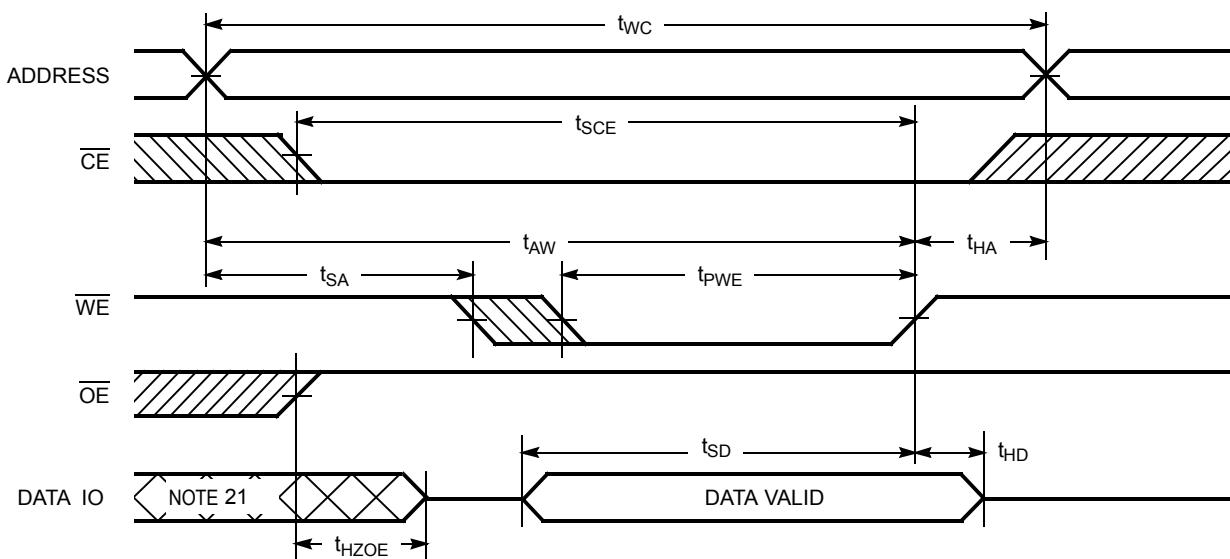 tWC
ADDRESS
tSCE
CE
tAW
tHA
tSA
tPWE
WE
OE
tSD
tHD
DATA IO
NOTE 21
DATA VALID
tHZOE